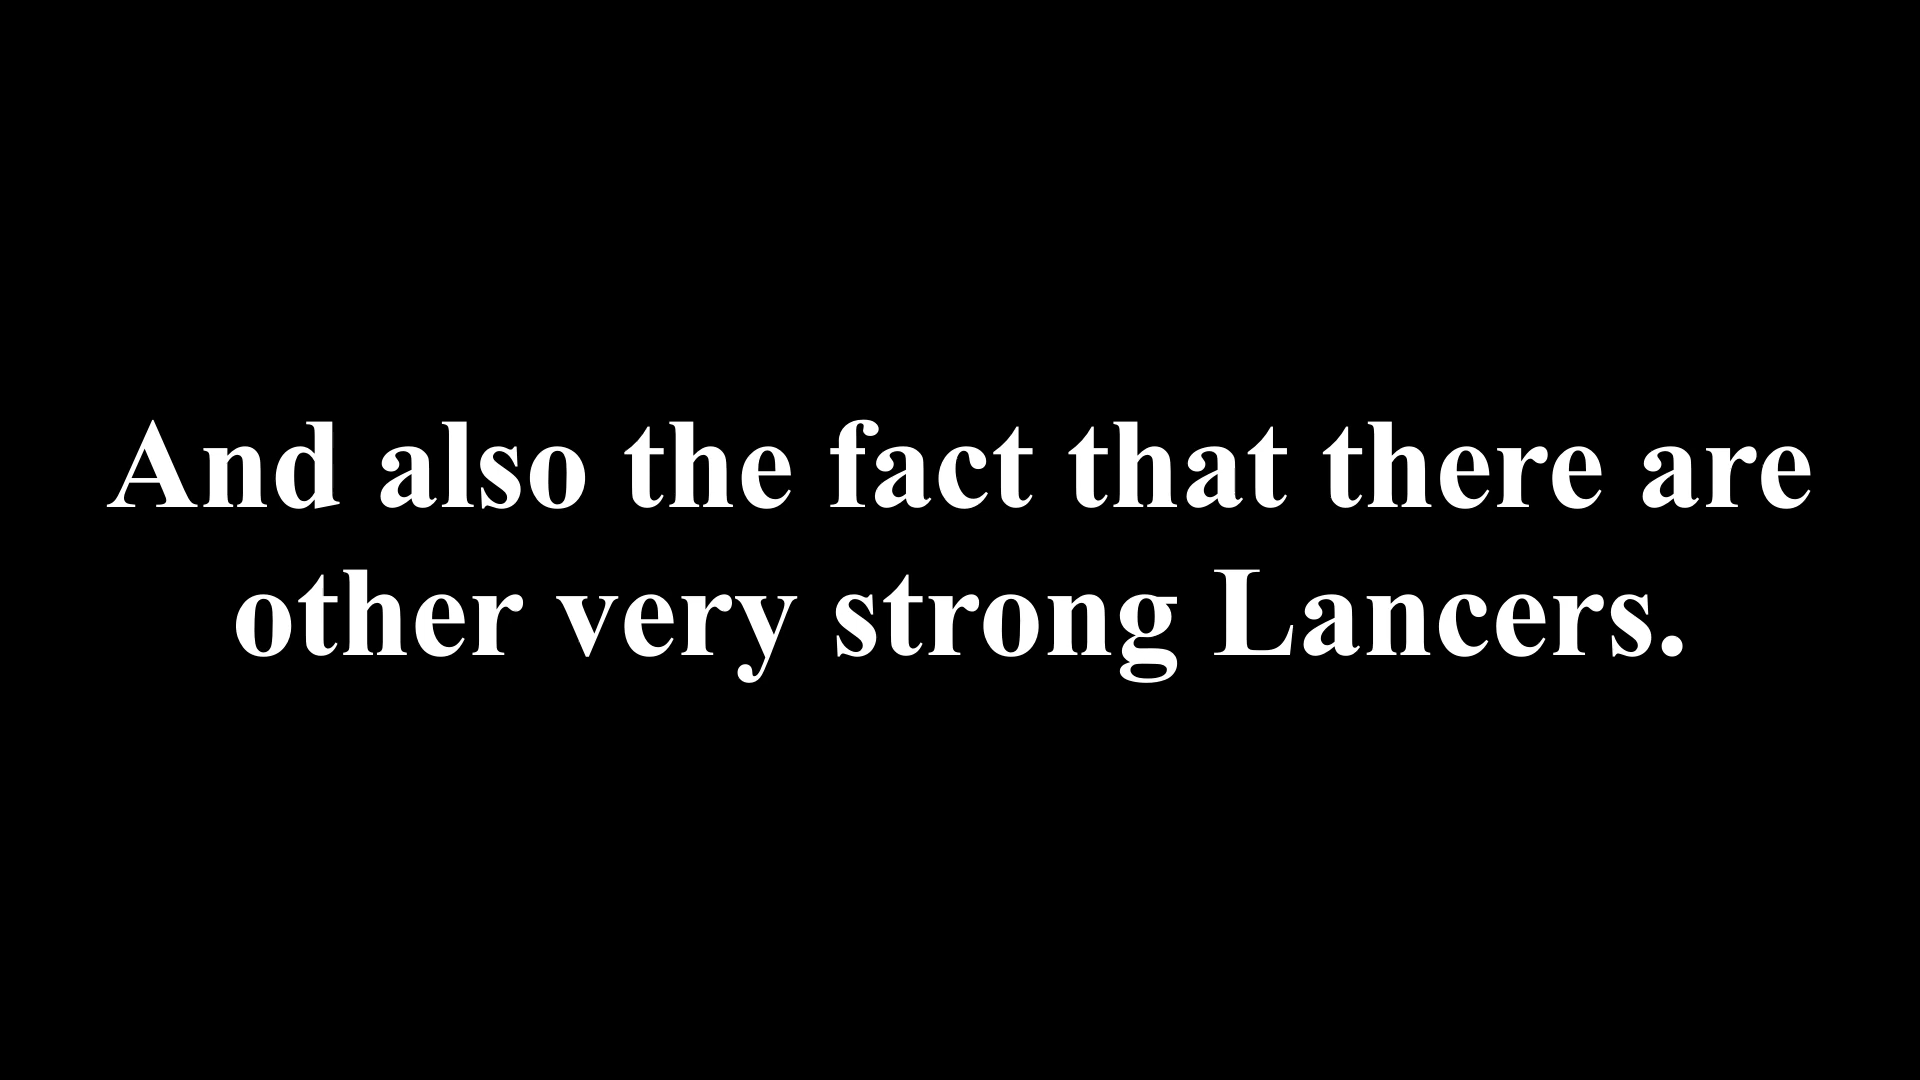 And also the fact that there are
other very strong Lancers.